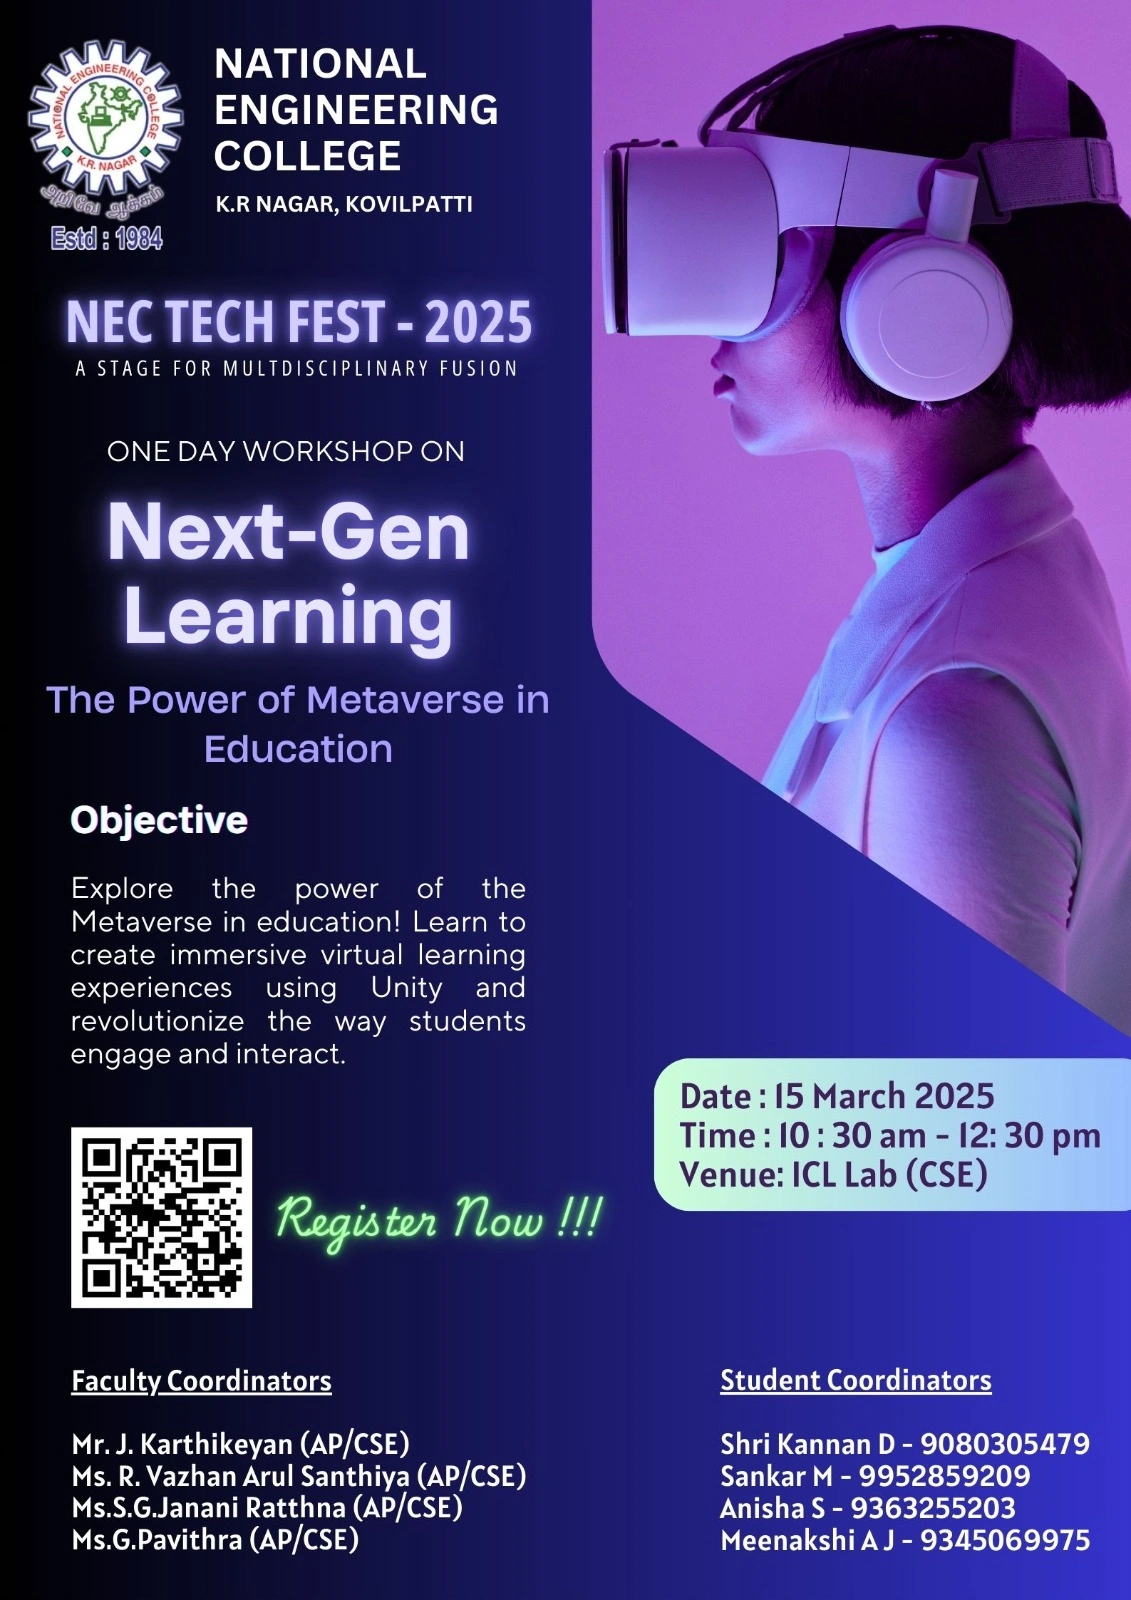 NATIONAL ENGINEERING COLLEGE
K.R. NAGAR
அறிவே ஆக்கம்
Estd : 1984
NATIONAL
ENGINEERING
COLLEGE
K.R NAGAR, KOVILPATTI
NEC TECH FEST - 2025
A STAGE FOR MULTDISCIPLINARY FUSION
ONE DAY WORKSHOP ON
Next-Gen
Learning
The Power of Metaverse in
Education
Objective
Explore the power of the
Metaverse in education! Learn to
create immersive virtual learning
experiences using Unity and
revolutionize the way students
engage and interact.
Date : 15 March 2025
Time : 10 : 30 am - 12: 30 pm
Venue: ICL Lab (CSE)
Register Now !!!
Faculty Coordinators
Mr. J. Karthikeyan (AP/CSE)
Ms. R. Vazhan Arul Santhiya (AP/CSE)
Ms.S.G.Janani Ratthna (AP/CSE)
Ms.G.Pavithra (AP/CSE)
Student Coordinators
Shri Kannan D - 9080305479
Sankar M - 9952859209
Anisha S - 9363255203
Meenakshi A J - 9345069975